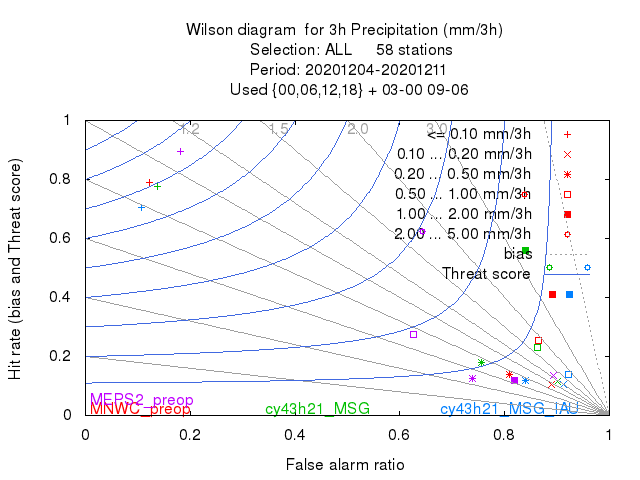 Wilson diagram  for 3h Precipitation (mm/3h)
Selection: ALL     58 stations
Period: 20201204-20201211
Used {00,06,12,18} + 03-00 09-06
1.2 1.5 2.0 3.0
<= 0.10 mm/3h
0.10 ... 0.20 mm/3h
0.20 ... 0.50 mm/3h
0.50 ... 1.00 mm/3h
1.00 ... 2.00 mm/3h
2.00 ... 5.00 mm/3h
bias
Threat score
Hit rate (bias and Threat score)
1
0.8
0.6
0.4
0.2
0
MEPS2_preop
MNWC_preop cy43h21_MSG cy43h21_MSG_IAU
0 0.2 0.4 0.6 0.8 1
False alarm ratio